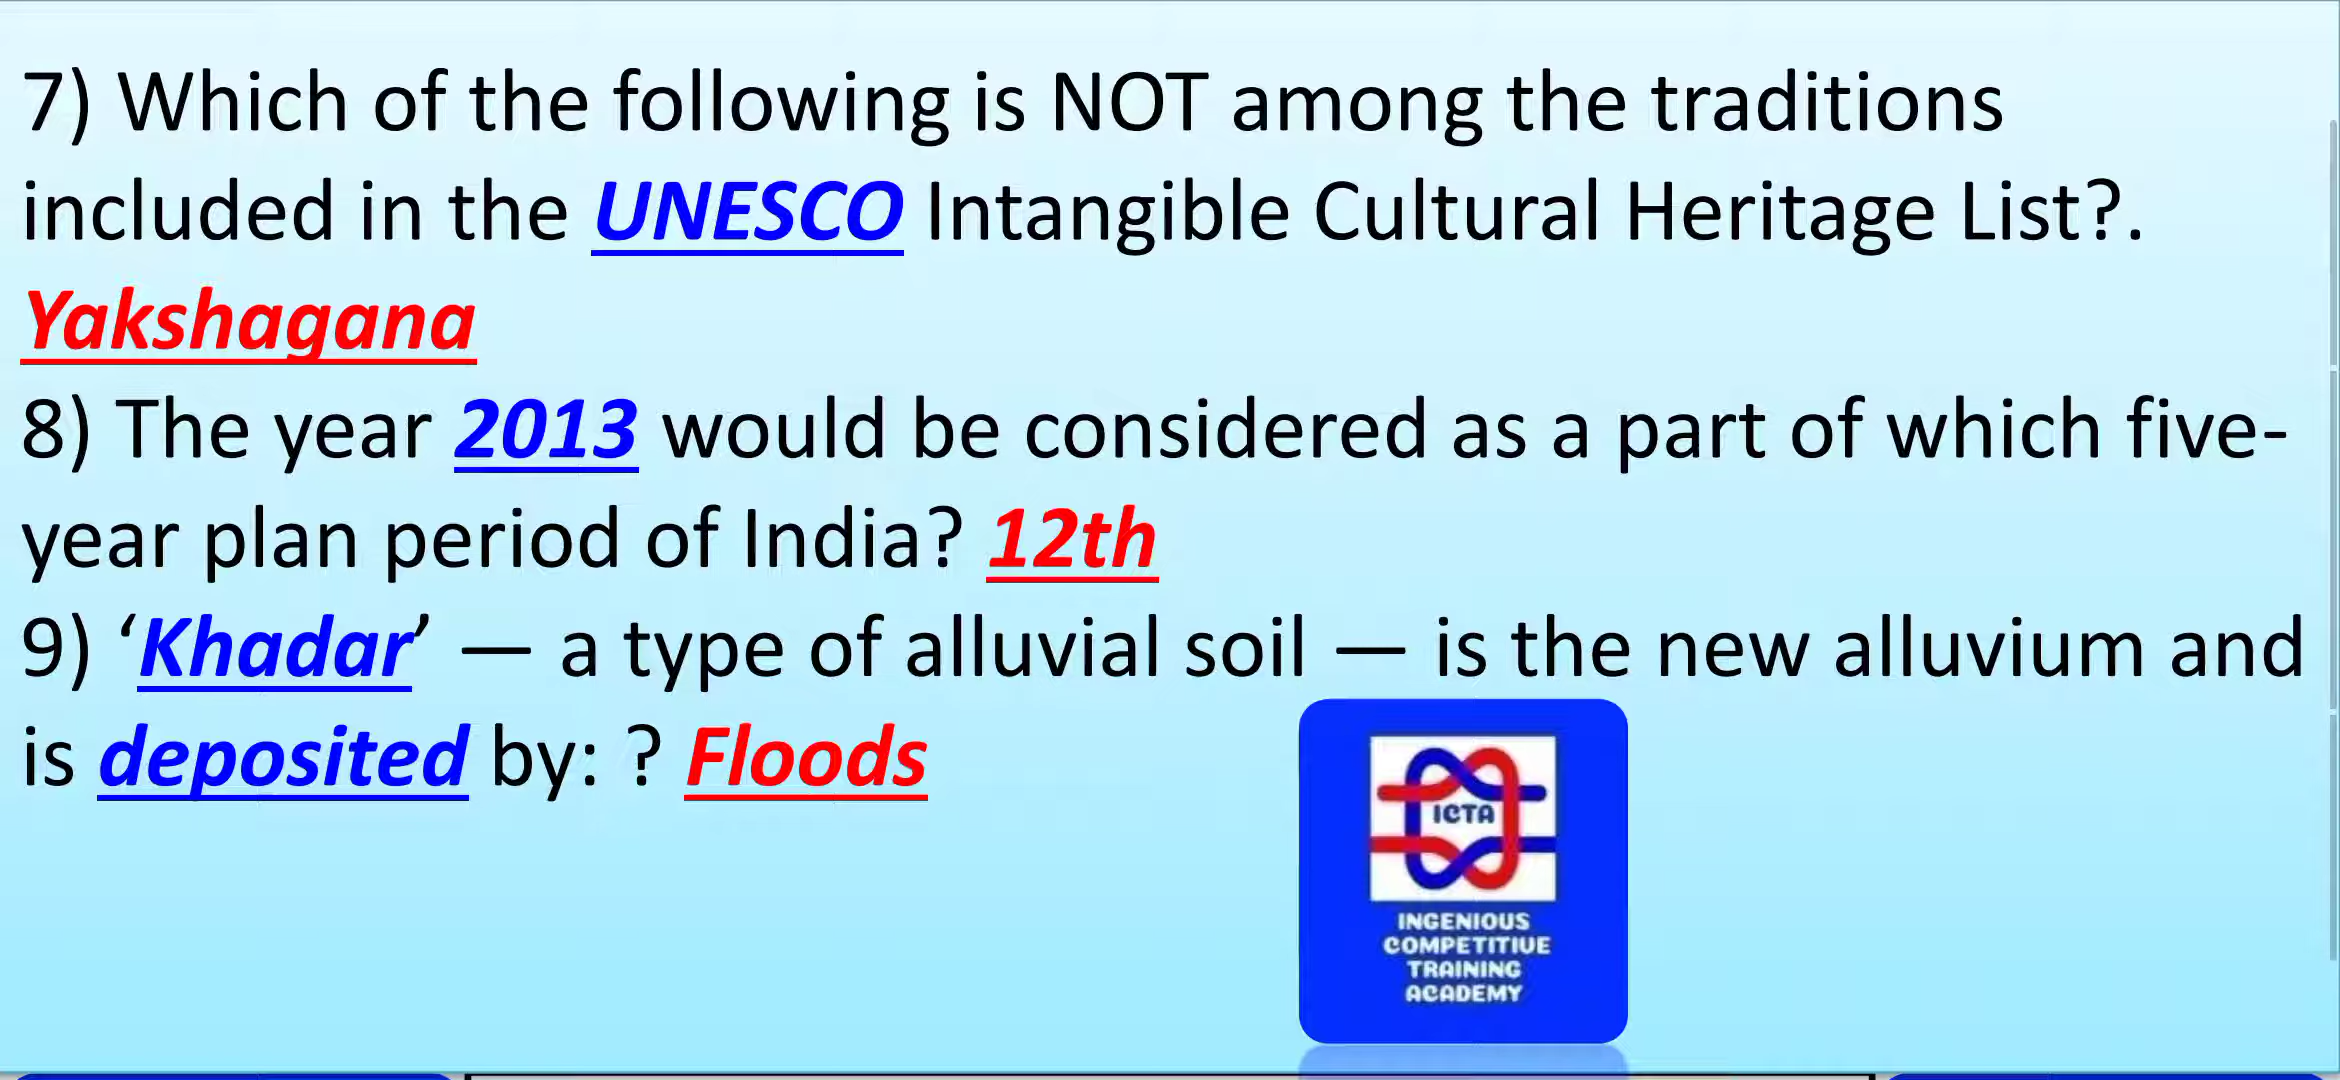 7) Which of the following is NOT among the traditions
included in the UNESCO Intangible Cultural Heritage List?.
Yakshagana
8) The year 2013 would be considered as a part of which five-
year plan period of India? 12th
9) ‘Khadar’ — a type of alluvial soil — is the new alluvium and
is deposited by: ? Floods
ICTA
INGENIOUS
COMPETITIVE
TRAINING
ACADEMY